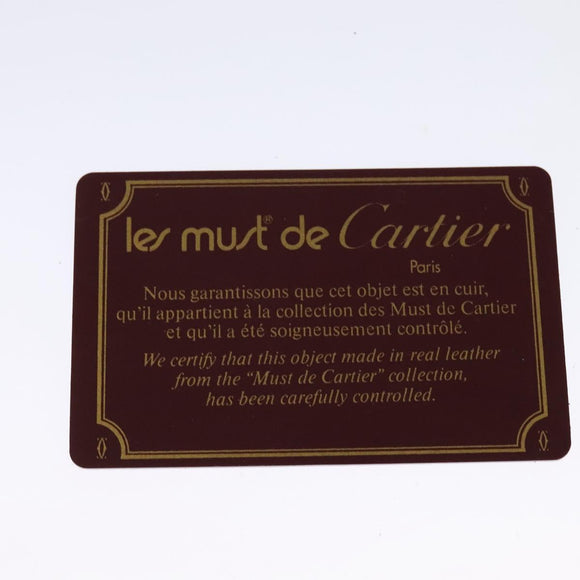 les must® de Cartier
Paris
Nous garantissons que cet objet est en cuir,
qu'il appartient à la collection des Must de Cartier
et qu'il a été soigneusement contrôlé.
We certify that this object made in real leather
from the “Must de Cartier” collection,
has been carefully controlled.